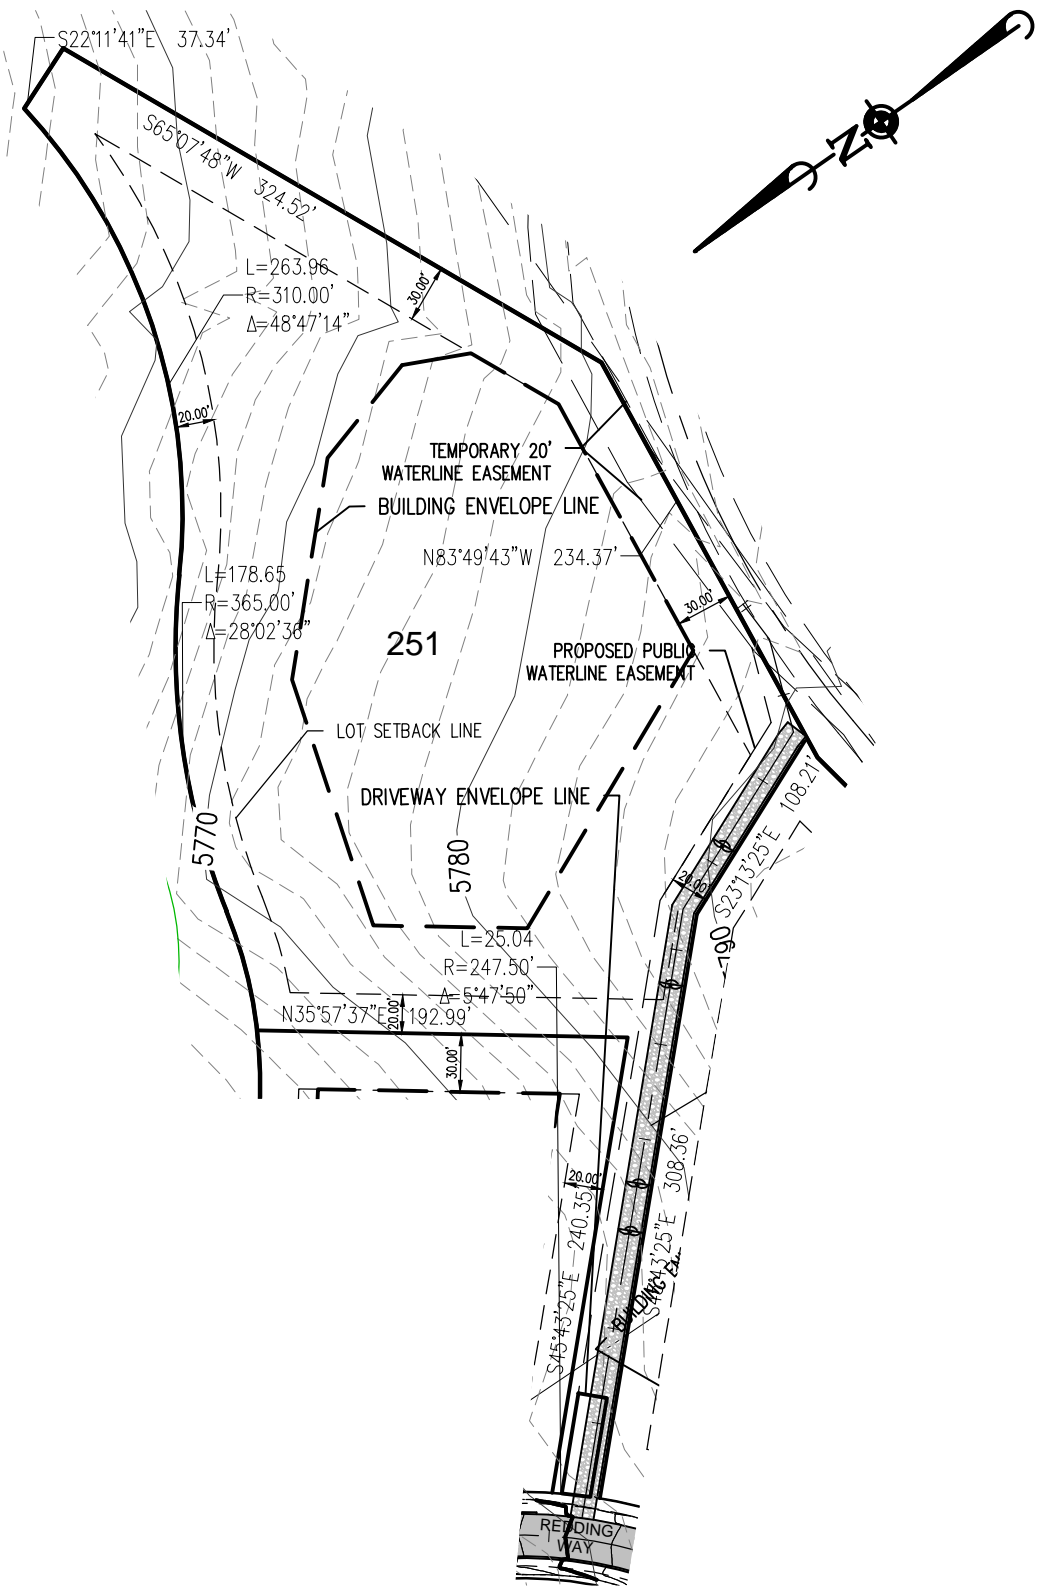 S22°11'41"E 37.34'
N
S65°07'48"W 324.52'
L=263.96
R=310.00'
Δ=48°47'14"
30.00'
20.00'
TEMPORARY 20'
WATERLINE EASEMENT
BUILDING ENVELOPE LINE
N83°49'43"W 234.37'
L=178.65
R=365.00'
Δ=28°02'36"
30.00'
251
PROPOSED PUBLIC
WATERLINE EASEMENT
LOT SETBACK LINE
DRIVEWAY ENVELOPE LINE
S23°13'25"E 108.21'
5770
5780
20.00'
L=25.04
R=247.50'
Δ=5°47'50"
N35°57'37"E 192.99'
20.00'
30.00'
20.00'
S45°43'25"E 240.35'
308.36'
BUILDING
REDDING
WAY